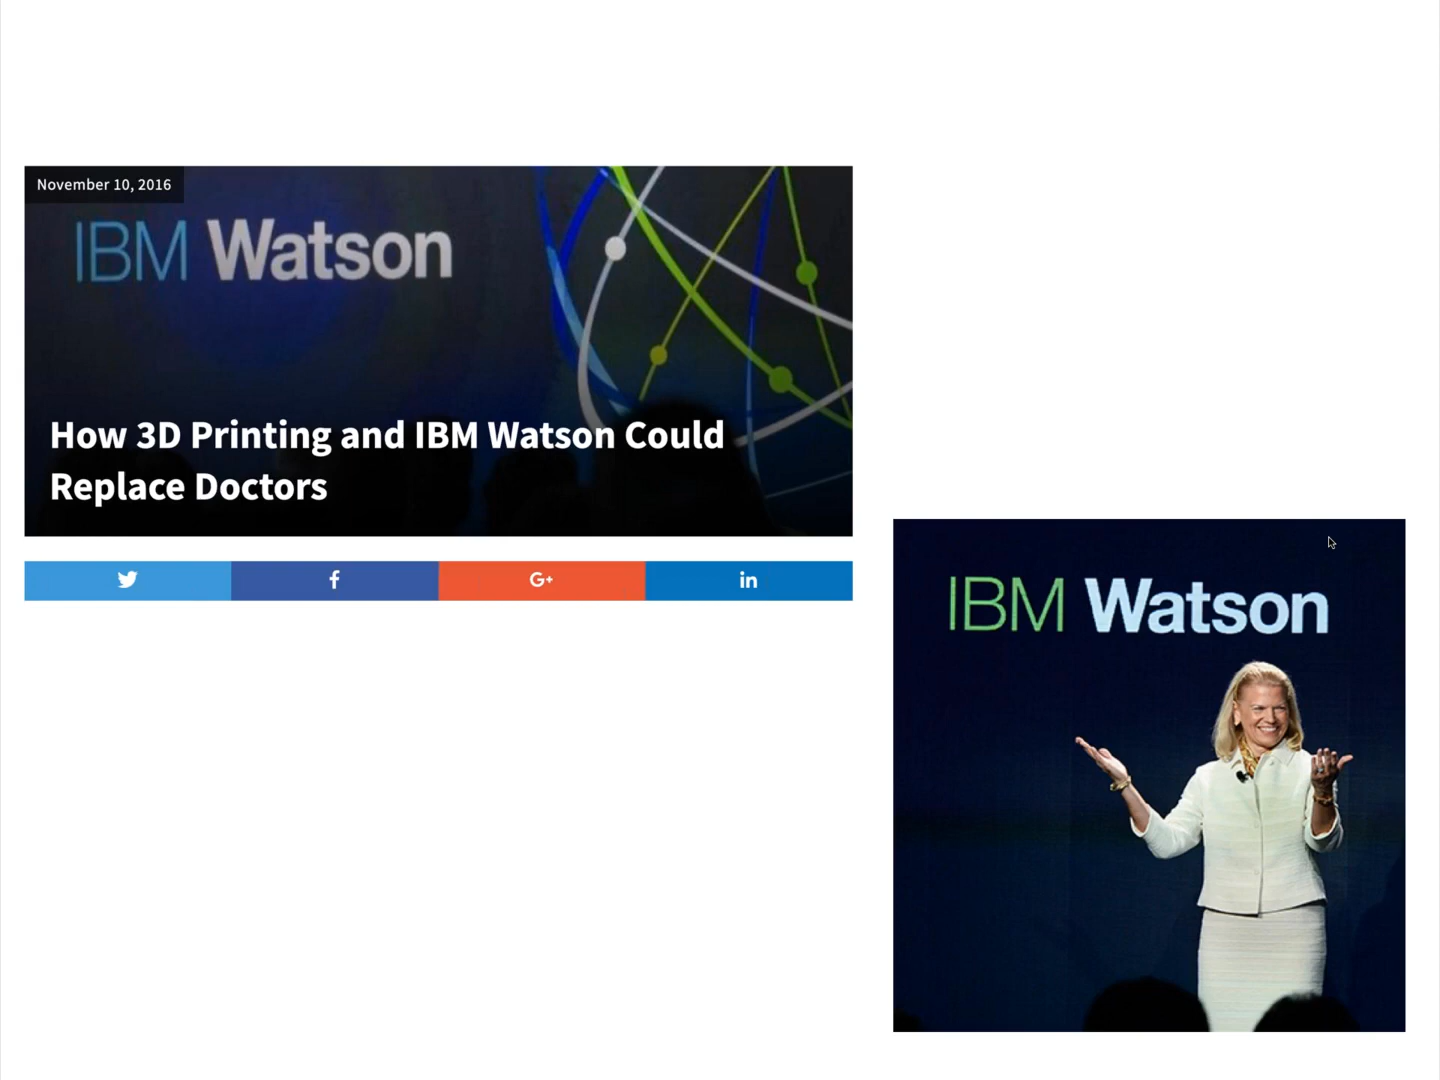 November 10, 2016
IBM Watson
How 3D Printing and IBM Watson Could
Replace Doctors
f
G+
in
IBM Watson